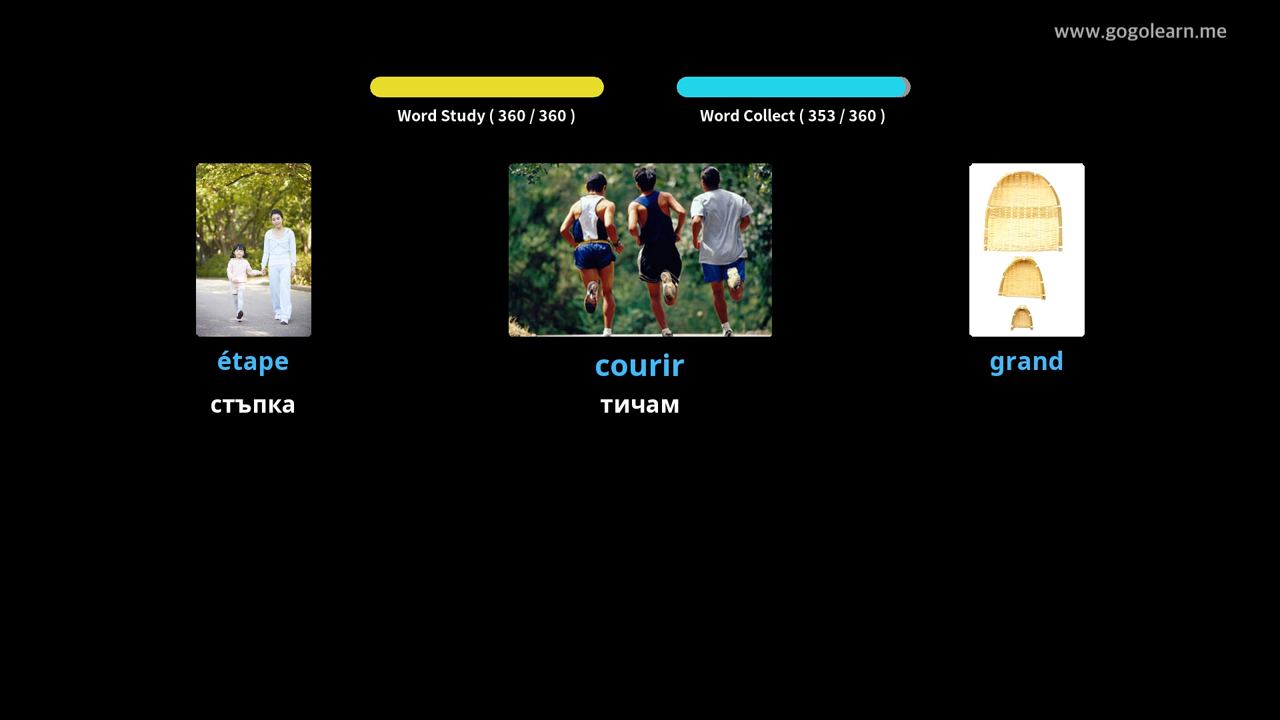 www.gogolearn.me
Word Study ( 360 / 360 )
Word Collect ( 353 / 360 )
étape
courir
grand
стъпка
тичам